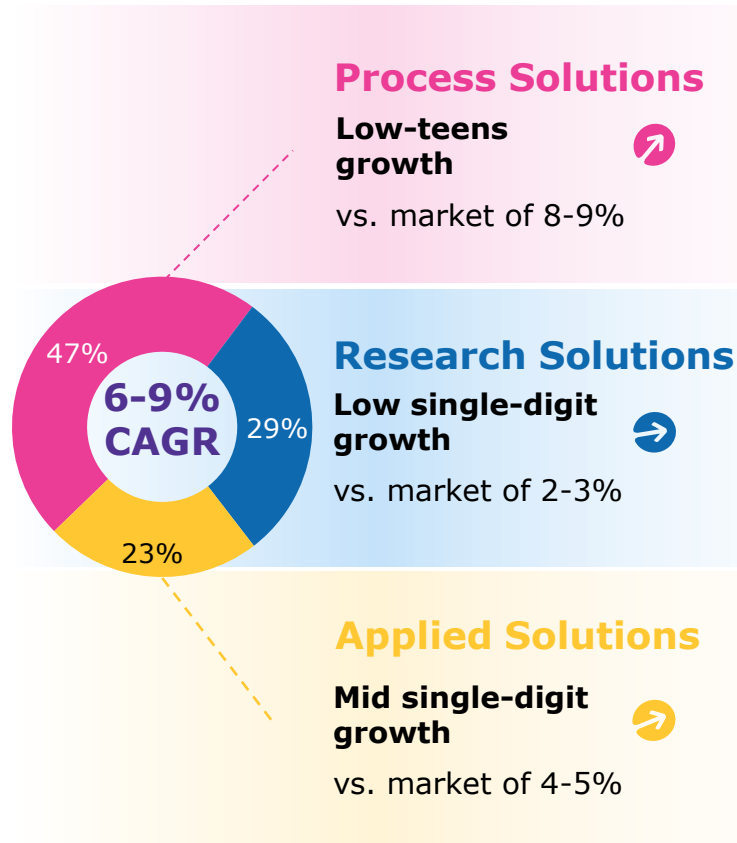 Process Solutions
Low-teens
growth
vs. market of 8-9%
47%
6-9%
CAGR
29%
23%
Research Solutions
Low single-digit
growth
vs. market of 2-3%
Applied Solutions
Mid single-digit
growth
vs. market of 4-5%